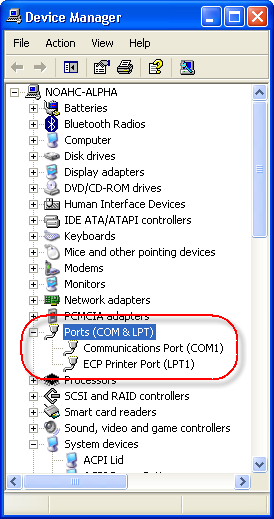 Device Manager
File Action View Help
NOAHC-ALPHA
Batteries
Bluetooth Radios
Computer
Disk drives
Display adapters
DVD/CD-ROM drives
Human Interface Devices
IDE ATA/ATAPI controllers
Keyboards
Mice and other pointing devices
Modems
Monitors
Network adapters
PCMCIA adapters
Ports (COM & LPT)
Communications Port (COM1)
ECP Printer Port (LPT1)
Processors
SCSI and RAID controllers
Smart card readers
Sound, video and game controllers
System devices
ACPI Lid